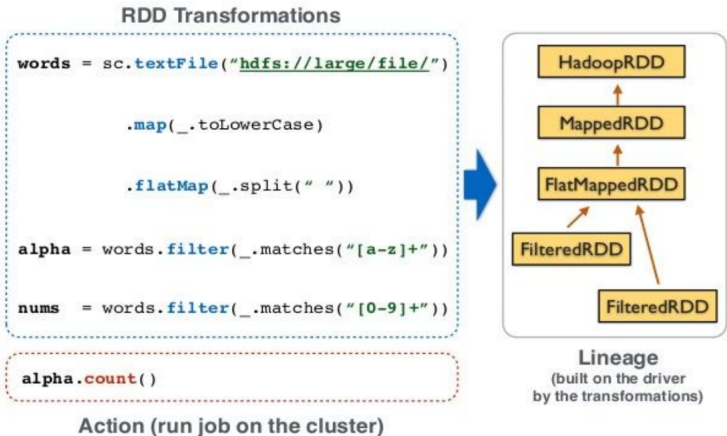 RDD Transformations
words = sc.textFile("hdfs://large/file/")
.map(_.toLowerCase)
.flatMap(_.split(" "))
alpha = words.filter(_.matches("[a-z]+"))
nums = words.filter(_.matches("[0-9]+"))
alpha.count()
Action (run job on the cluster)
HadoopRDD
MappedRDD
FlatMappedRDD
FilteredRDD
FilteredRDD
Lineage
(built on the driver
by the transformations)